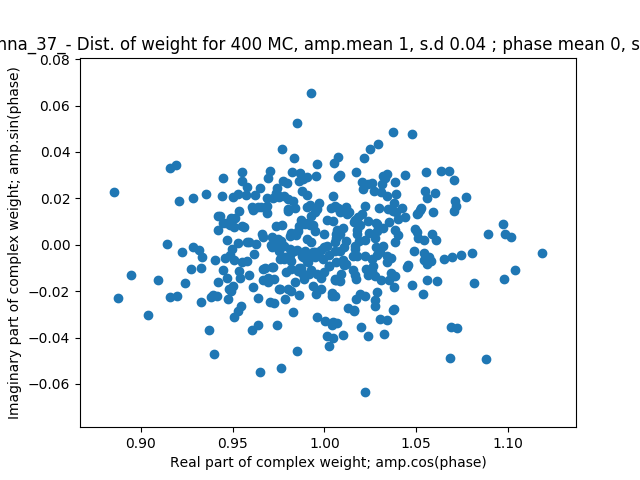 nna_37_- Dist. of weight for 400 MC, amp.mean 1, s.d 0.04 ; phase mean 0, s
0.08
0.06
0.04
0.02
0.00
−0.02
−0.04
−0.06
Imaginary part of complex weight; amp.sin(phase)
0.90 0.95 1.00 1.05 1.10
Real part of complex weight; amp.cos(phase)